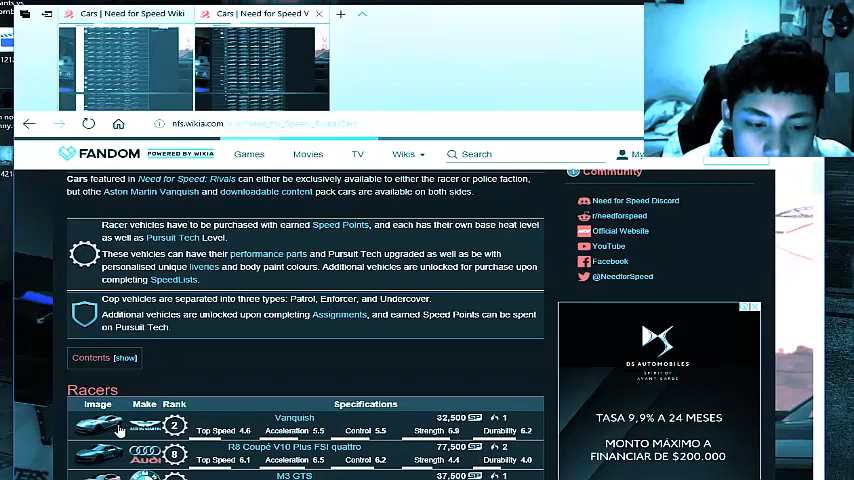 Cars | Need for Speed Wiki
Cars | Need for Speed V
nfs.wikia.com
FANDOM
POWERED BY WIKIA
Games
Movies
TV
Wikis
Search
My
Cars featured in Need for Speed: Rivals can either be exclusively available to either the racer or police faction,
but othe Aston Martin Vanquish and downloadable content pack cars are available on both sides.
Racer vehicles have to be purchased with earned Speed Points, and each has their own base heat level
as well as Pursuit Tech Level.
These vehicles can have their performance parts and Pursuit Tech upgraded as well as be with
personalised unique liveries and body paint colours. Additional vehicles are unlocked for purchase upon
completing SpeedLists.
Cop vehicles are separated into three types: Patrol, Enforcer, and Undercover.
Additional vehicles are unlocked upon completing Assignments, and earned Speed Points can be spent
on Pursuit Tech.
Contents [show]
Racers
Image Make Rank Specifications
ASTON MARTIN 2 Vanquish 32,500 SP 1
Top Speed 4.6 Acceleration 5.5 Control 5.5 Strength 6.9 Durability 6.2
Audi 8 R8 Coupé V10 Plus FSI quattro 77,500 SP 2
Top Speed 6.1 Acceleration 6.5 Control 6.2 Strength 4.4 Durability 4.0
M3 GTS 37,500 SP 1
Community
Need for Speed Discord
r/needforspeed
Official Website
YouTube
Facebook
@NeedforSpeed
DS AUTOMOBILES
SPIRIT OF AVANT-GARDE
TASA 9,9% A 24 MESES
MONTO MÁXIMO A
FINANCIAR DE $200.000